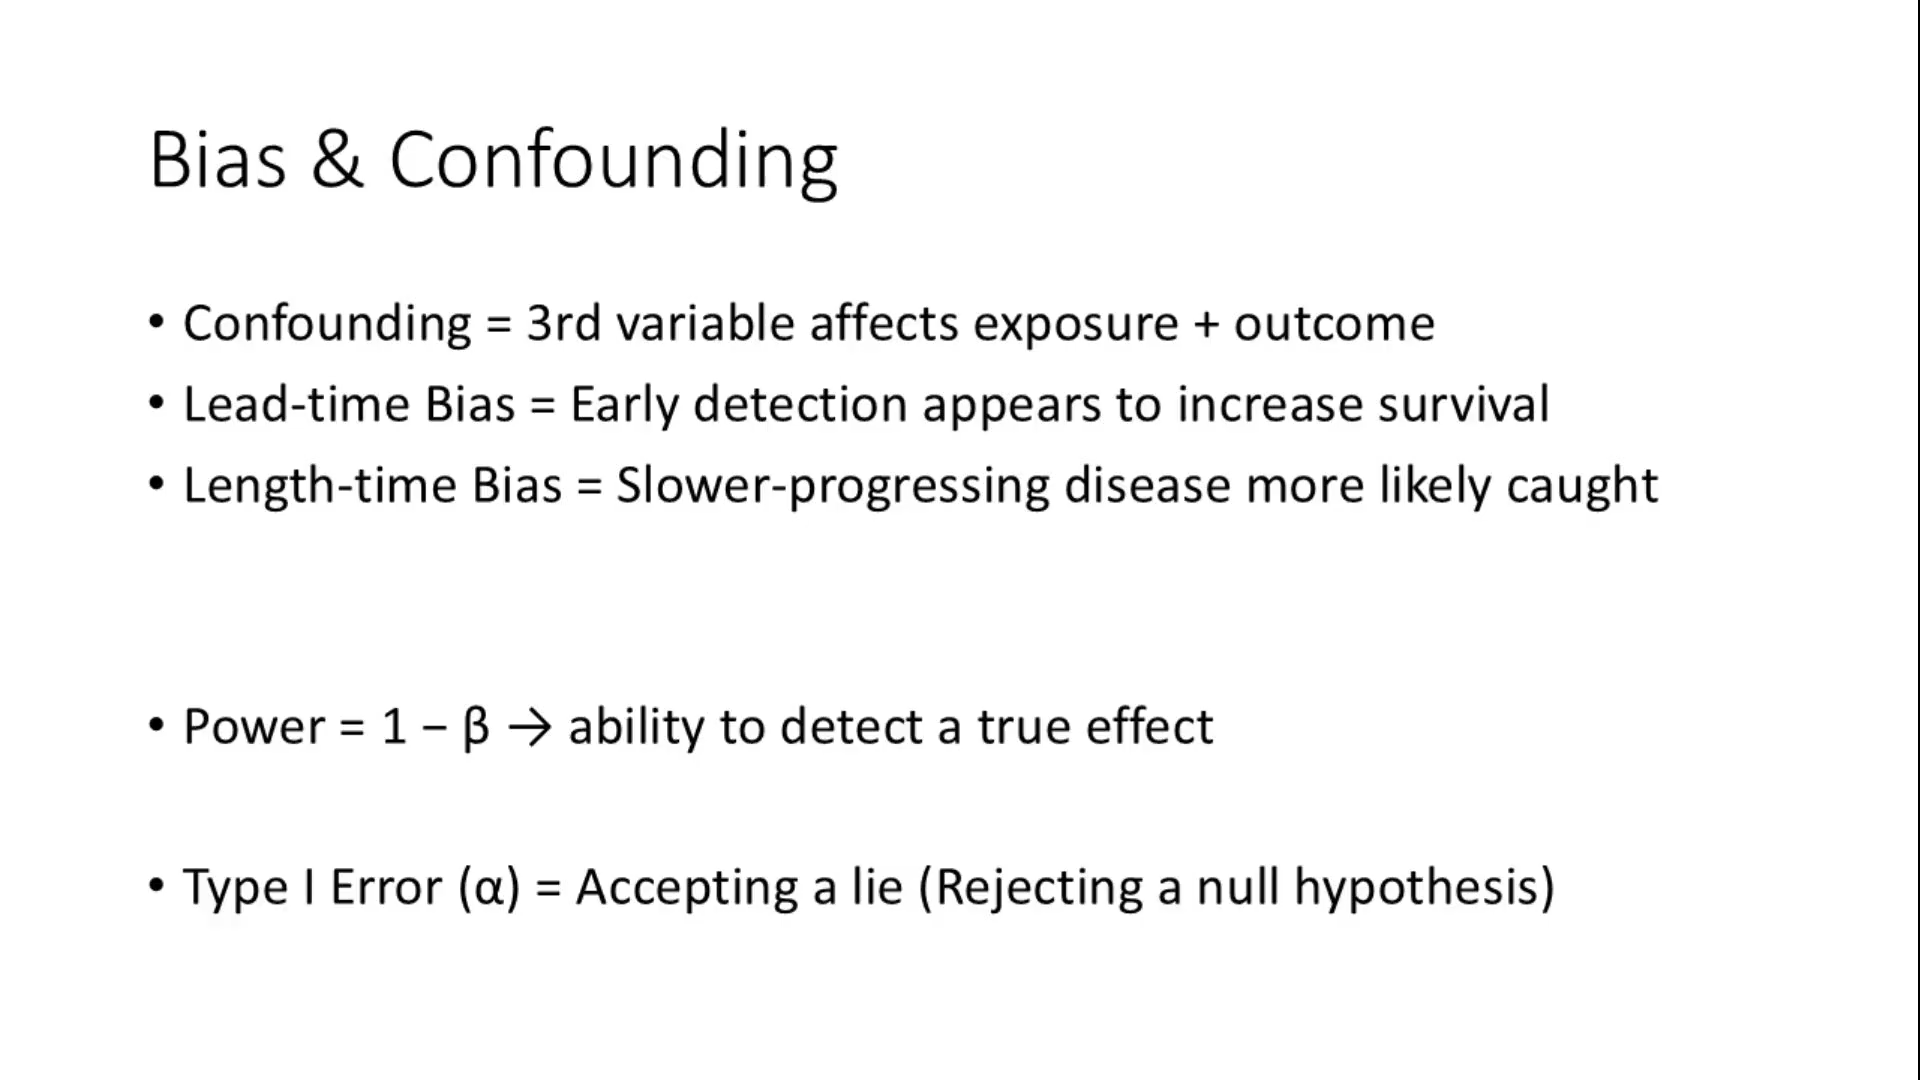 Bias & Confounding
• Confounding = 3rd variable affects exposure + outcome
• Lead-time Bias = Early detection appears to increase survival
• Length-time Bias = Slower-progressing disease more likely caught
• Power = 1 − β → ability to detect a true effect
• Type I Error (α) = Accepting a lie (Rejecting a null hypothesis)